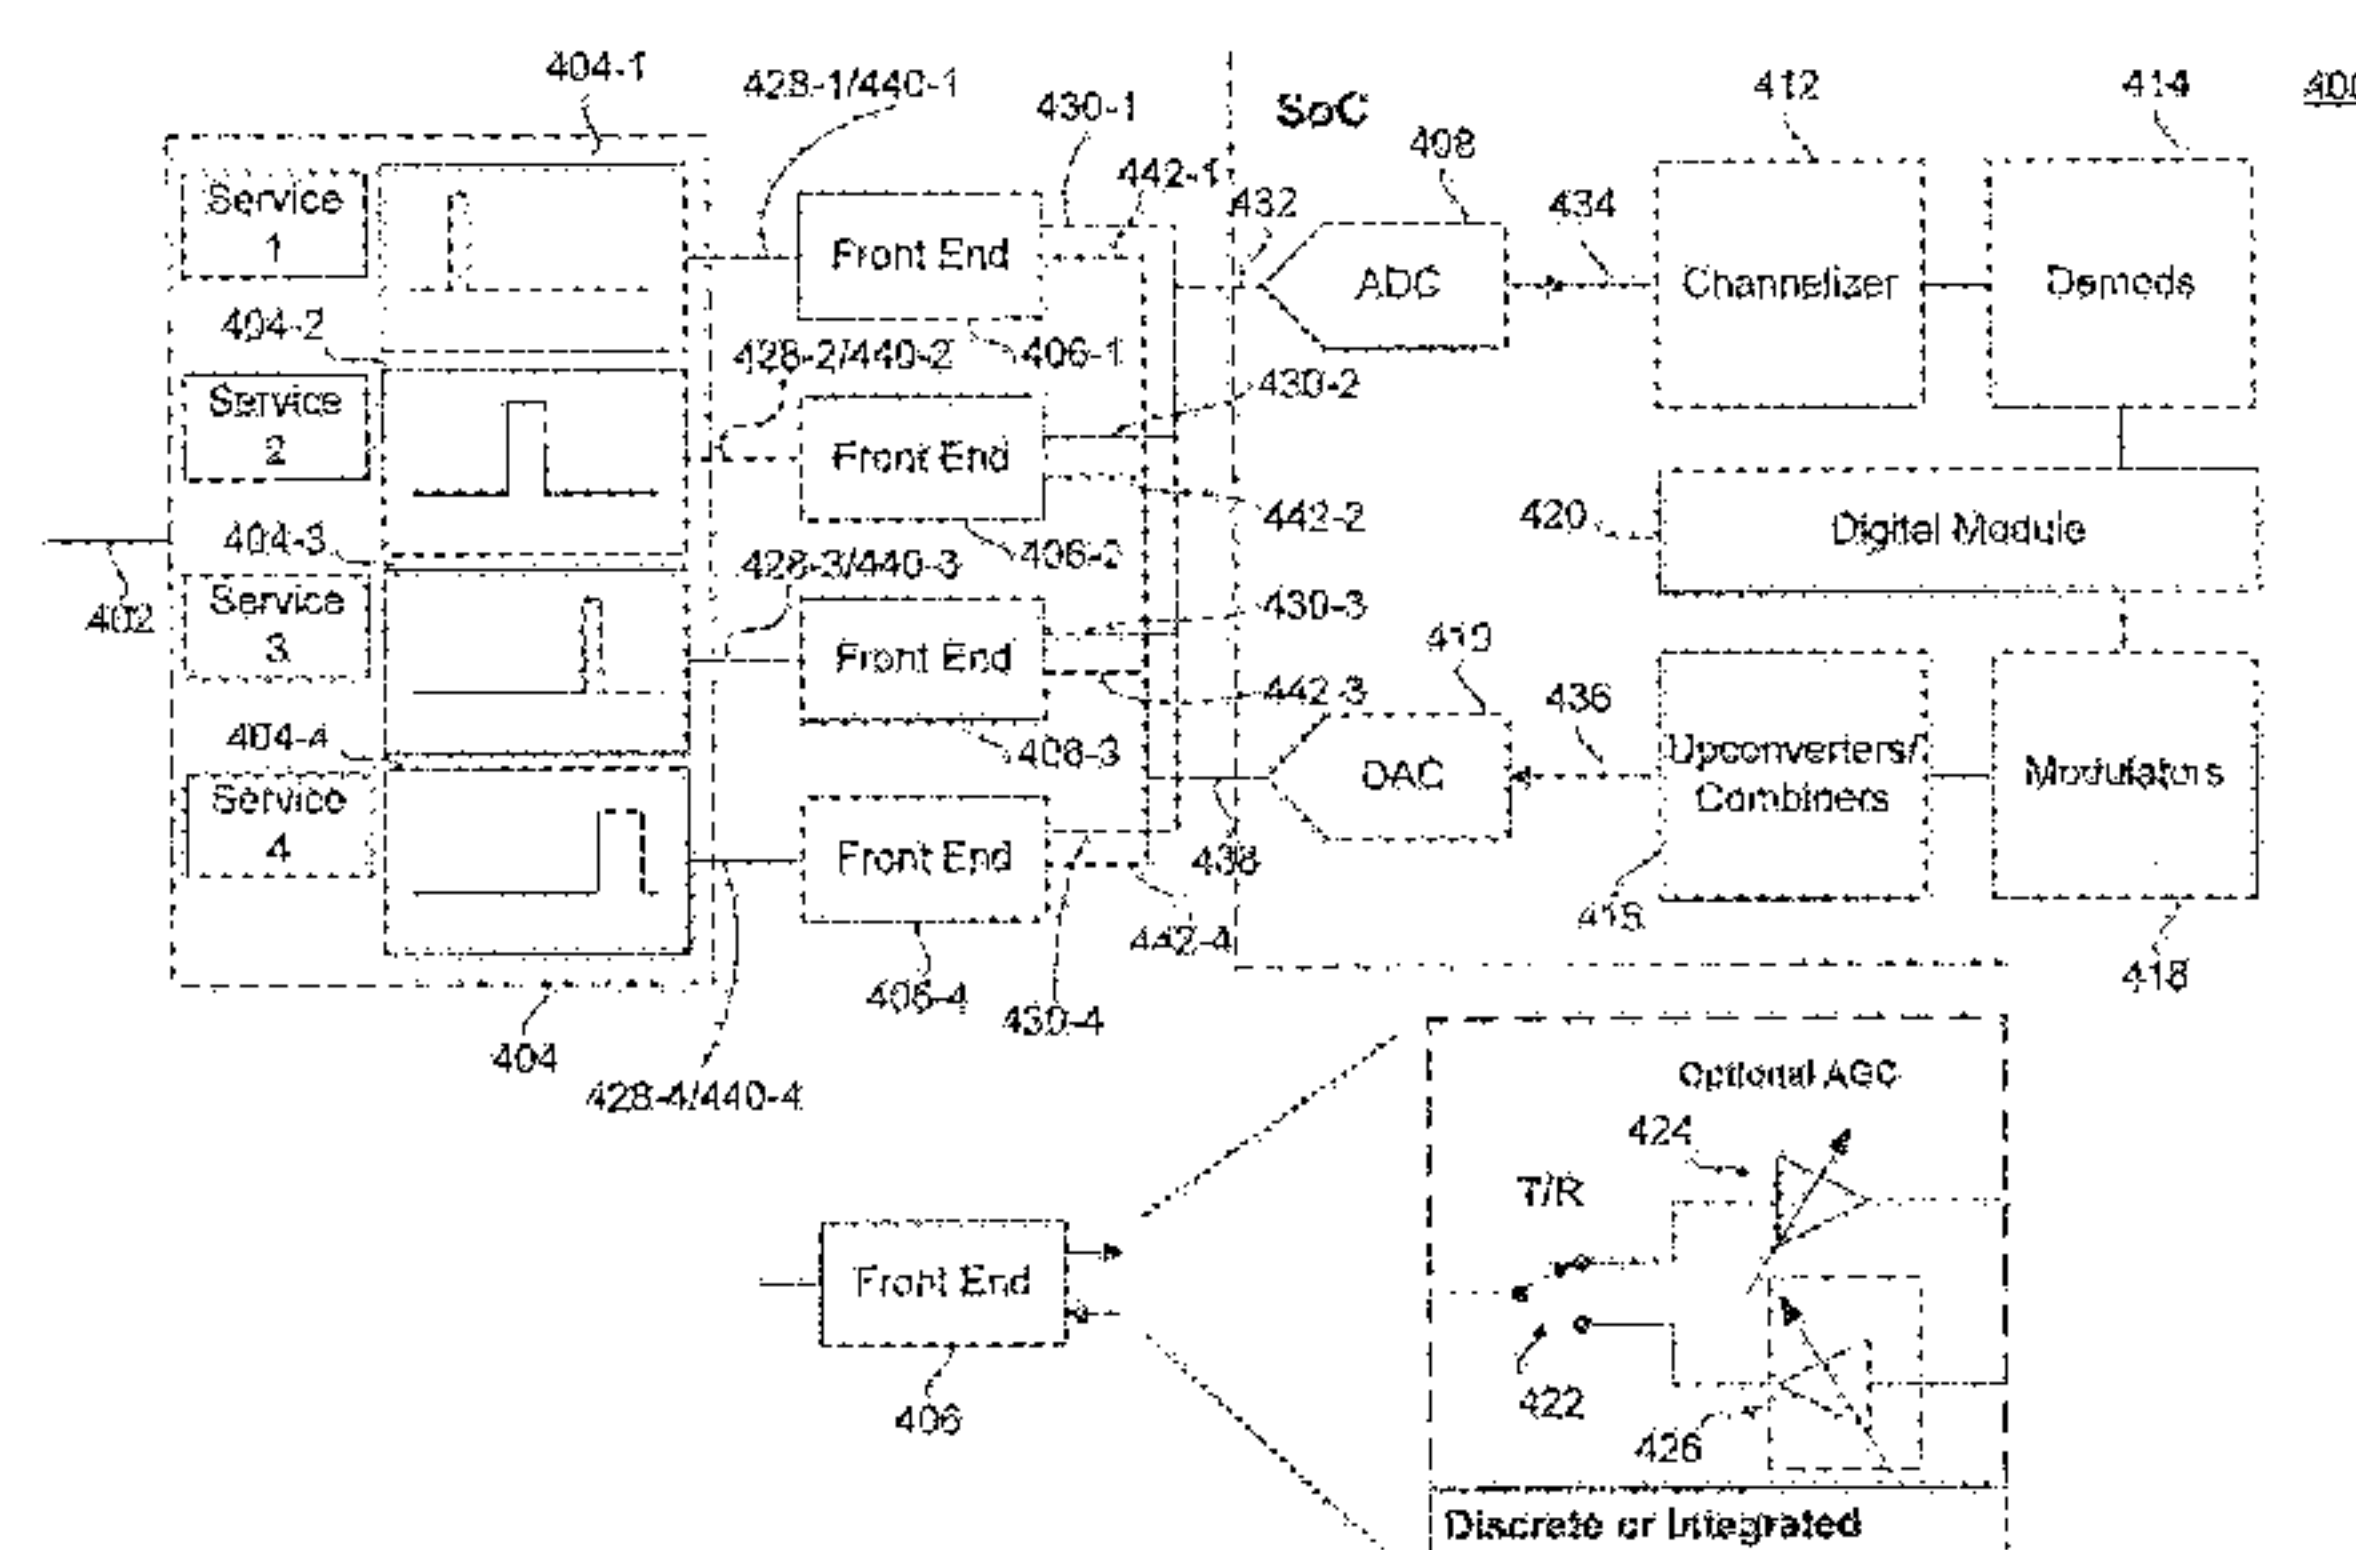 404-1
428-1/440-1
430-1
SoC
412
414
408
442-1
432
434
Service
1
Front End
ADC
Channelizer
Demods
404-2
428-2/440-2
406-1
430-2
Service
2
Front End
442-2
420
Digital Module
404-3
428-3/440-3
406-2
402
Service
3
Front End
430-3
442-3
436
404-4
406-3
DAC
Upconverters/
Combiners
Modulators
Service
4
Front End
438
442-4
418
406-4
430-4
404
428-4/440-4
Optional AGC
424
T/R
Front End
422
426
406
Discrete or Integrated